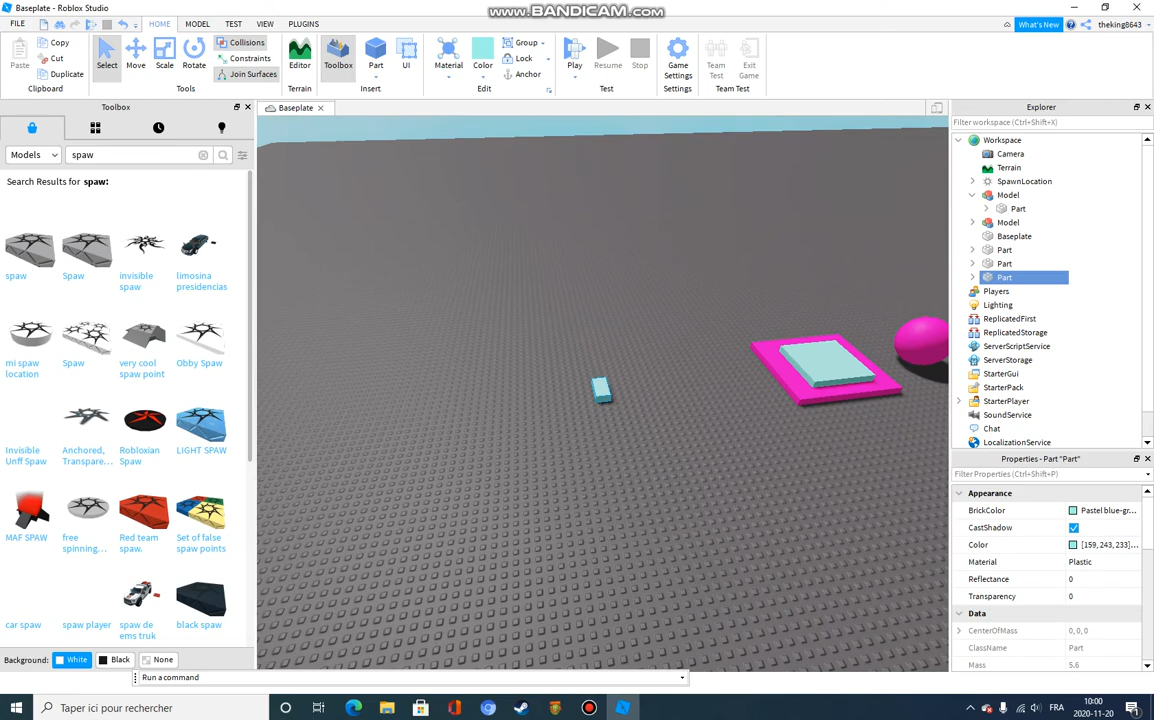 Baseplate - Roblox Studio
www.BANDICAM.com
FILE
HOME
MODEL
TEST
VIEW
PLUGINS
What's New
theking8643
Paste
Copy
Cut
Duplicate
Clipboard
Select
Move
Scale
Rotate
Collisions
Constraints
Join Surfaces
Tools
Editor
Terrain
Toolbox
Part
UI
Insert
Material
Color
Group
Lock
Anchor
Edit
Play
Resume
Stop
Test
Game Settings
Settings
Team Test
Exit Game
Team Test
Toolbox
Models
spaw
Search Results for spaw:
spaw
Spaw
invisible spaw
limosina presidencias
mi spaw location
Spaw
very cool spaw point
Obby Spaw
Invisible Unff Spaw
Anchored, Transpare...
Robloxian Spaw
LIGHT SPAW
MAF SPAW
free spinning...
Red team spaw.
Set of false spaw points
car spaw
spaw player
spaw de ems truk
black spaw
Background:
White
Black
None
Baseplate
Run a command
Explorer
Filter workspace (Ctrl+Shift+X)
Workspace
Camera
Terrain
SpawnLocation
Model
Part
Model
Baseplate
Part
Part
Part
Players
Lighting
ReplicatedFirst
ReplicatedStorage
ServerScriptService
ServerStorage
StarterGui
StarterPack
StarterPlayer
SoundService
Chat
LocalizationService
Properties - Part "Part"
Filter Properties (Ctrl+Shift+P)
Appearance
BrickColor Pastel blue-gr...
CastShadow
Color [159, 243, 233]...
Material Plastic
Reflectance 0
Transparency 0
Data
CenterOfMass 0, 0, 0
ClassName Part
Mass 5.6
Taper ici pour rechercher
FRA
10:00
2020-11-20
1